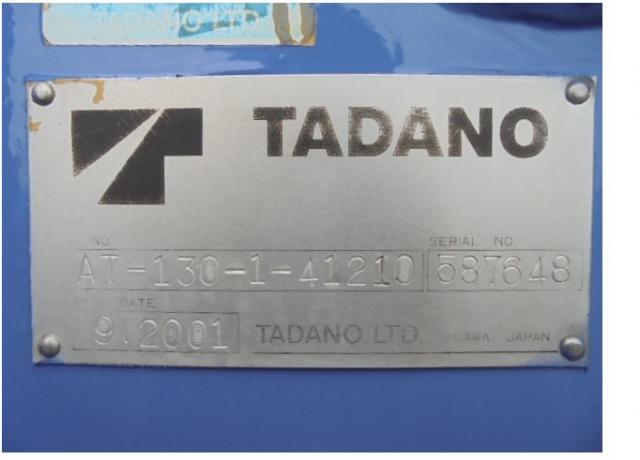 TADANO LTD
TADANO
NO
SERIAL NO.
AT-130-1-41210 587648
DATE
9.2001 TADANO LTD JAPAN